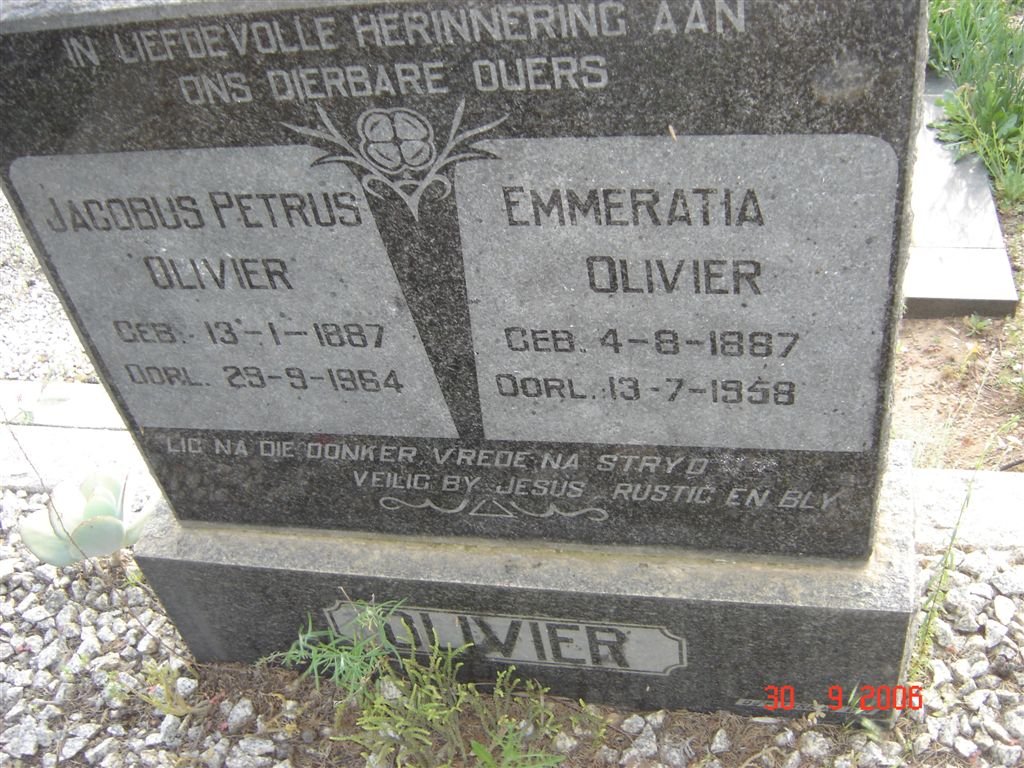 IN LIEFDEVOLLE HERINNERING AAN
ONS DIERBARE OUERS
JACOBUS PETRUS
OLIVIER
GEB. 13-1-1887
OORL. 29-9-1964
EMMERATIA
OLIVIER
GEB. 4-8-1887
OORL. 13-7-1958
LIG NA DIE DONKER VREDE NA STRYD
VEILIG BY JESUS RUSTIG EN BLY
OLIVIER
30 9/2006